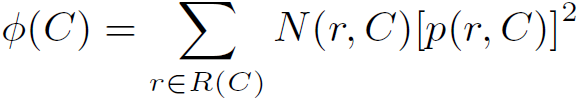 ϕ(C) = ∑_{r∈R(C)} N(r, C)[p(r, C)]²